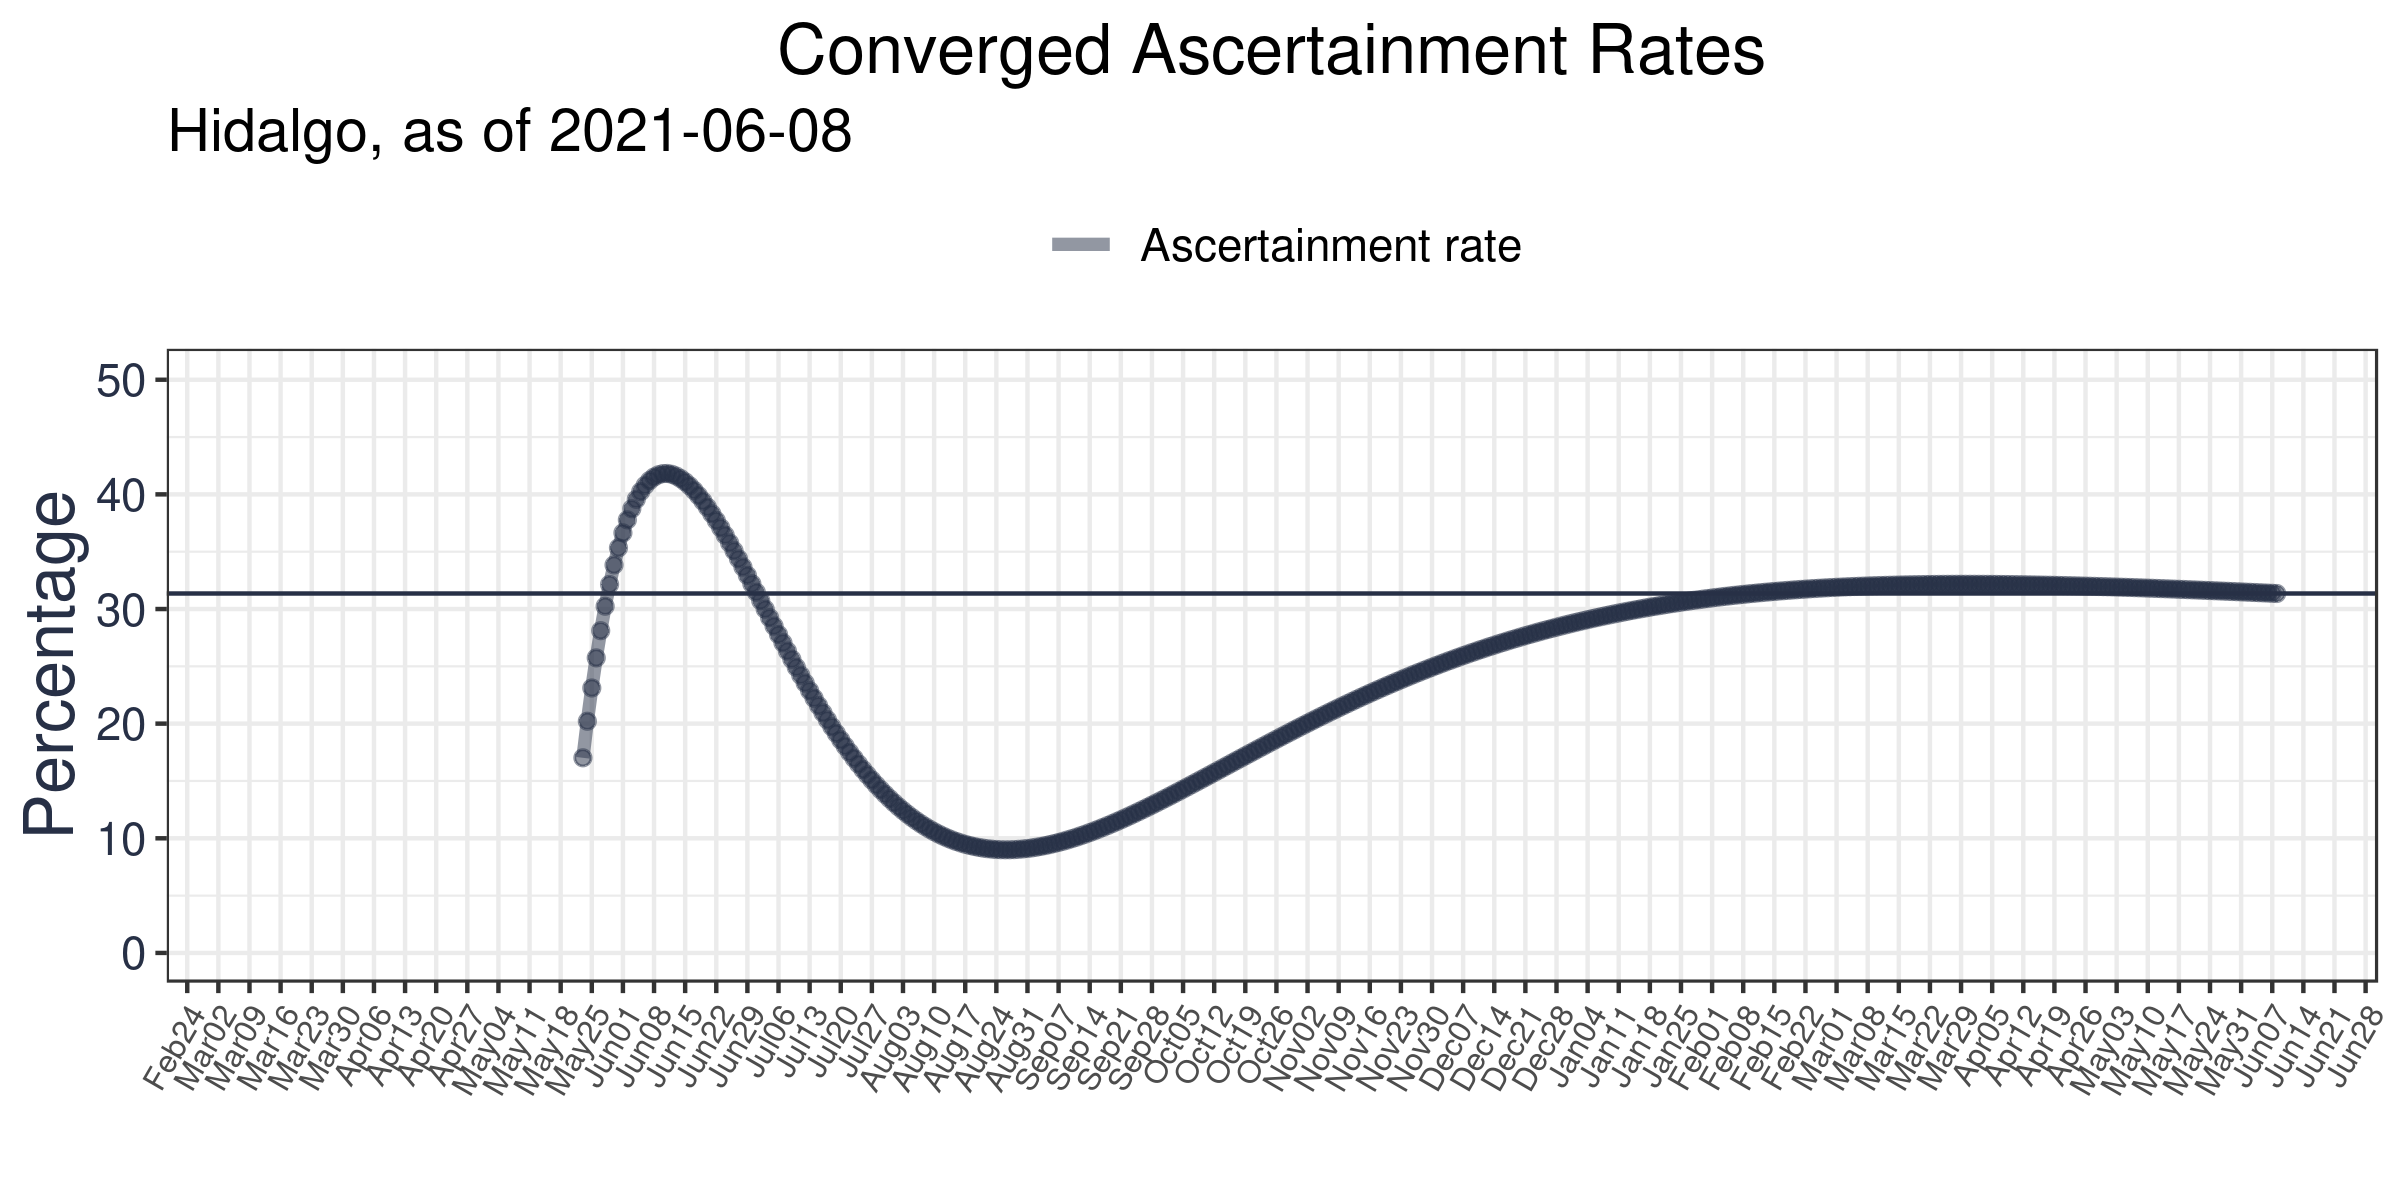 Converged Ascertainment Rates
Hidalgo, as of 2021-06-08
Ascertainment rate
Percentage
50
40
30
20
10
0
Feb24
Mar02
Mar09
Mar16
Mar23
Mar30
Apr06
Apr13
Apr20
Apr27
May04
May11
May18
May25
Jun01
Jun08
Jun15
Jun22
Jun29
Jul06
Jul13
Jul20
Jul27
Aug03
Aug10
Aug17
Aug24
Aug31
Sep07
Sep14
Sep21
Sep28
Oct05
Oct12
Oct19
Oct26
Nov02
Nov09
Nov16
Nov23
Nov30
Dec07
Dec14
Dec21
Dec28
Jan04
Jan11
Jan18
Jan25
Feb01
Feb08
Feb15
Feb22
Mar01
Mar08
Mar15
Mar22
Mar29
Apr05
Apr12
Apr19
Apr26
May03
May10
May17
May24
May31
Jun07
Jun14
Jun21
Jun28